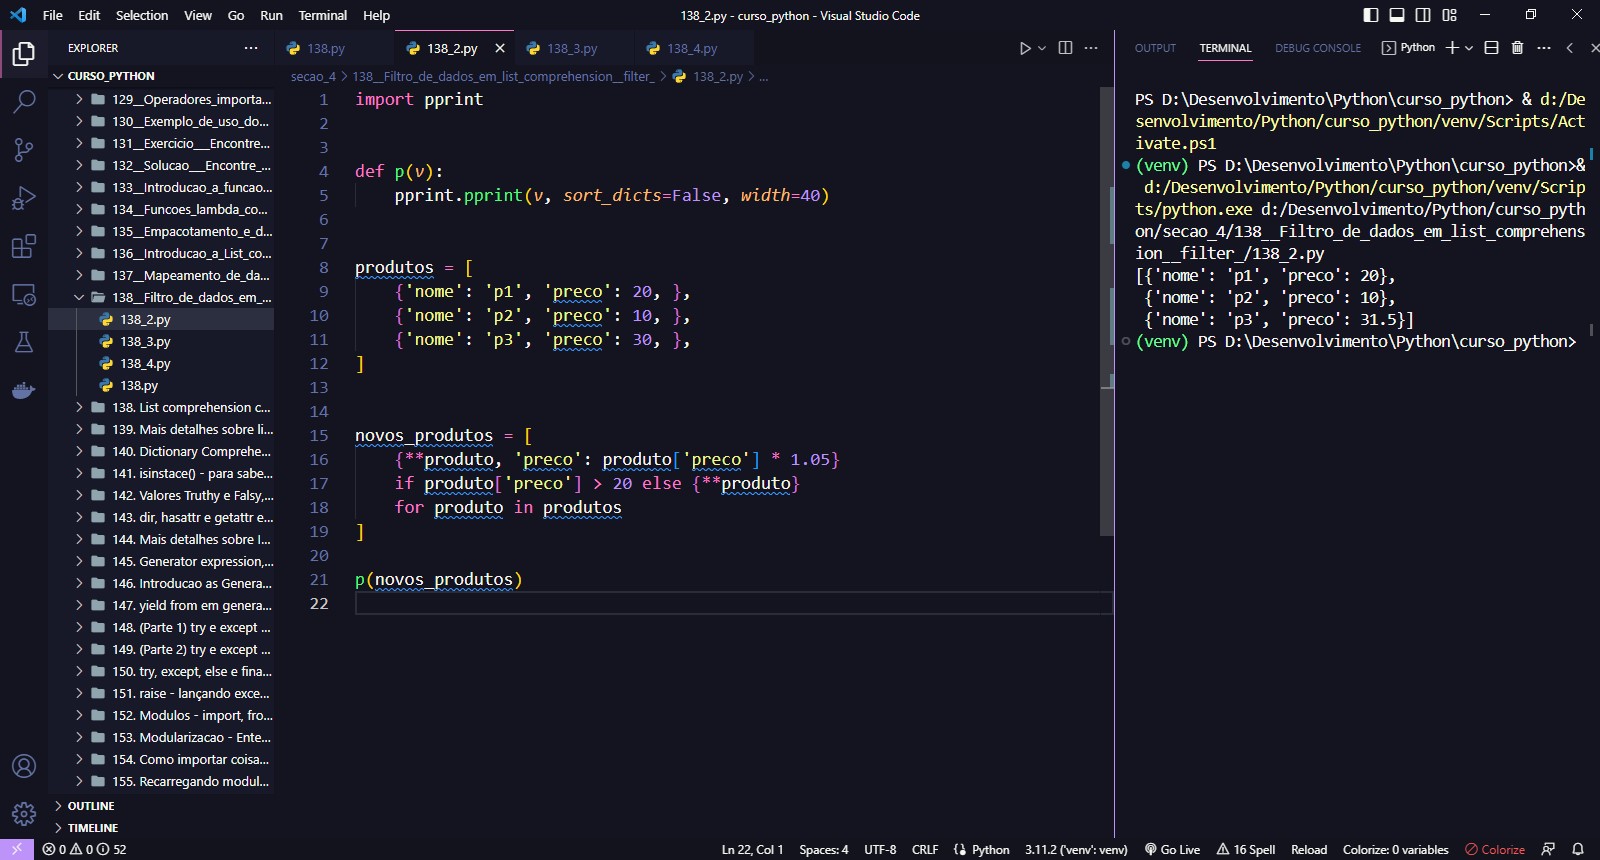 File Edit Selection View Go Run Terminal Help
138_2.py - curso_python - Visual Studio Code
EXPLORER
CURSO_PYTHON
129__Operadores_importa...
130__Exemplo_de_uso_do...
131__Exercicio___Encontre...
132__Solucao___Encontre_...
133__Introducao_a_funcao...
134__Funcoes_lambda_co...
135__Empacotamento_e_d...
136__Introducao_a_List_co...
137__Mapeamento_de_da...
138__Filtro_de_dados_em_...
138_2.py
138_3.py
138_4.py
138.py
138. List comprehension c...
139. Mais detalhes sobre li...
140. Dictionary Comprehe...
141. isinstace() - para sabe...
142. Valores Truthy e Falsy,...
143. dir, hasattr e getattr e...
144. Mais detalhes sobre I...
145. Generator expression,...
146. Introducao as Genera...
147. yield from em genera...
148. (Parte 1) try e except ...
149. (Parte 2) try e except ...
150. try, except, else e fina...
151. raise - lançando exce...
152. Modulos - import, fro...
153. Modularizacao - Ente...
154. Como importar coisa...
155. Recarregando modul...
OUTLINE
TIMELINE
138.py 138_2.py 138_3.py 138_4.py
secao_4 > 138__Filtro_de_dados_em_list_comprehension__filter_ > 138_2.py > ...
1 import pprint
2
3
4 def p(v):
5 pprint.pprint(v, sort_dicts=False, width=40)
6
7
8 produtos = [
9 {'nome': 'p1', 'preco': 20, },
10 {'nome': 'p2', 'preco': 10, },
11 {'nome': 'p3', 'preco': 30, },
12 ]
13
14
15 novos_produtos = [
16 {**produto, 'preco': produto['preco'] * 1.05}
17 if produto['preco'] > 20 else {**produto}
18 for produto in produtos
19 ]
20
21 p(novos_produtos)
22
OUTPUT TERMINAL DEBUG CONSOLE Python
PS D:\Desenvolvimento\Python\curso_python> & d:/De
senvolvimento/Python/curso_python/venv/Scripts/Act
ivate.ps1
(venv) PS D:\Desenvolvimento\Python\curso_python>&
d:/Desenvolvimento/Python/curso_python/venv/Scrip
ts/python.exe d:/Desenvolvimento/Python/curso_pyth
on/secao_4/138__Filtro_de_dados_em_list_comprehens
ion__filter_/138_2.py
[{'nome': 'p1', 'preco': 20},
{'nome': 'p2', 'preco': 10},
{'nome': 'p3', 'preco': 31.5}]
(venv) PS D:\Desenvolvimento\Python\curso_python>
0 0 52
Ln 22, Col 1 Spaces: 4 UTF-8 CRLF Python 3.11.2 ('venv': venv) Go Live 16 Spell Reload Colorize: 0 variables Colorize